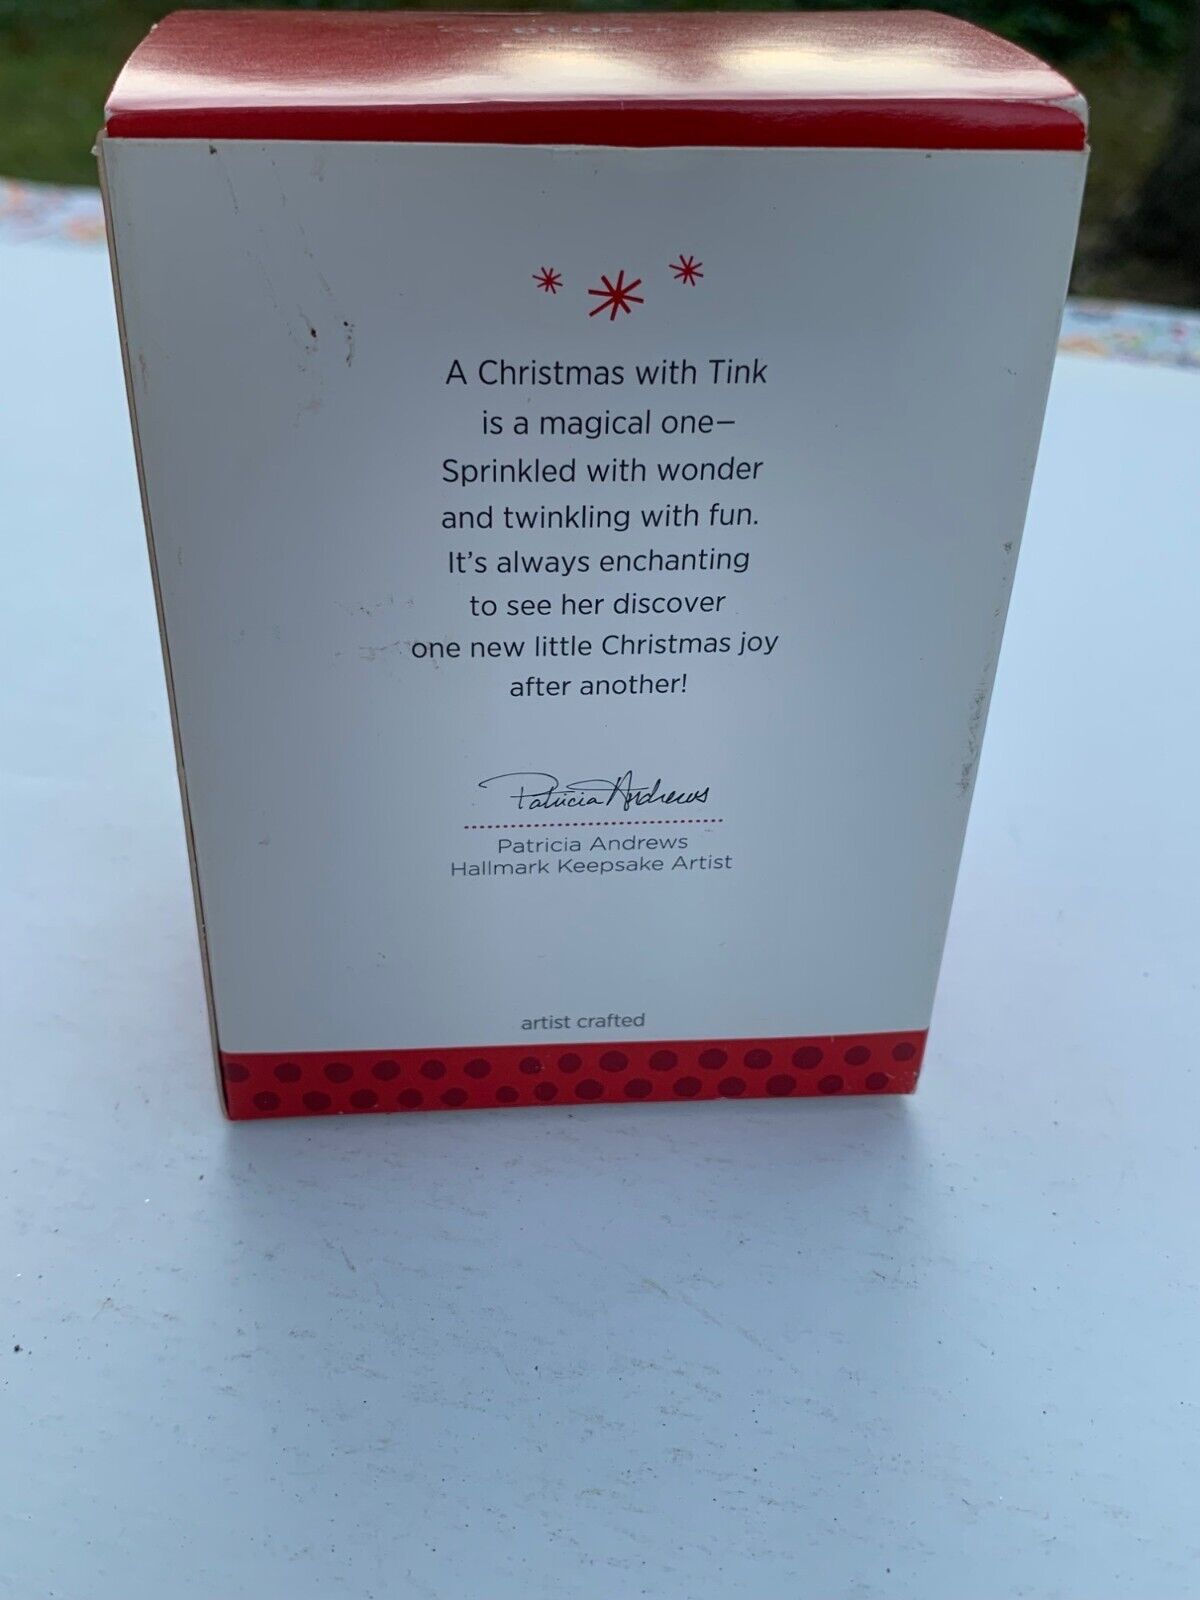 A Christmas with Tink
is a magical one—
Sprinkled with wonder
and twinkling with fun.
It's always enchanting
to see her discover
one new little Christmas joy
after another!
Patricia Andrews
Patricia Andrews
Hallmark Keepsake Artist
artist crafted